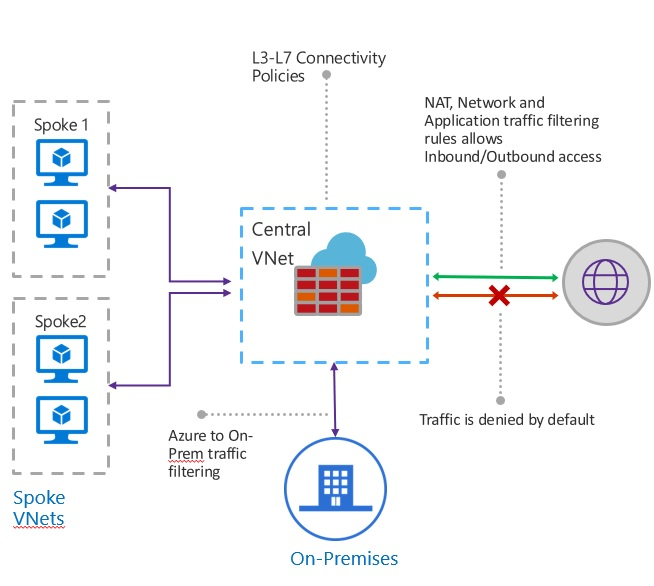 L3-L7 Connectivity
Policies
NAT, Network and
Application traffic filtering
rules allows
Inbound/Outbound access
Spoke 1
Central
VNet
Spoke2
Traffic is denied by default
Azure to On-
Prem traffic
filtering
Spoke
VNets
On-Premises